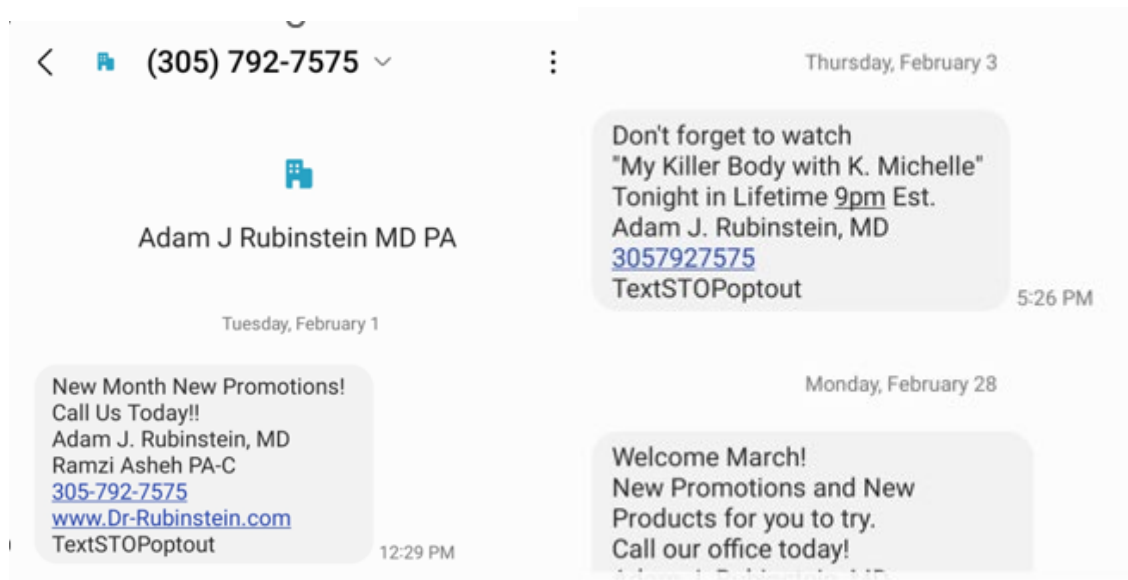 (305) 792-7575
Adam J Rubinstein MD PA
Tuesday, February 1
New Month New Promotions!
Call Us Today!!
Adam J. Rubinstein, MD
Ramzi Asheh PA-C
305-792-7575
www.Dr-Rubinstein.com
TextSTOPoptout
12:29 PM
Thursday, February 3
Don't forget to watch
"My Killer Body with K. Michelle"
Tonight in Lifetime 9pm Est.
Adam J. Rubinstein, MD
3057927575
TextSTOPoptout
5:26 PM
Monday, February 28
Welcome March!
New Promotions and New
Products for you to try.
Call our office today!
Adam J. Rubinstein, MD